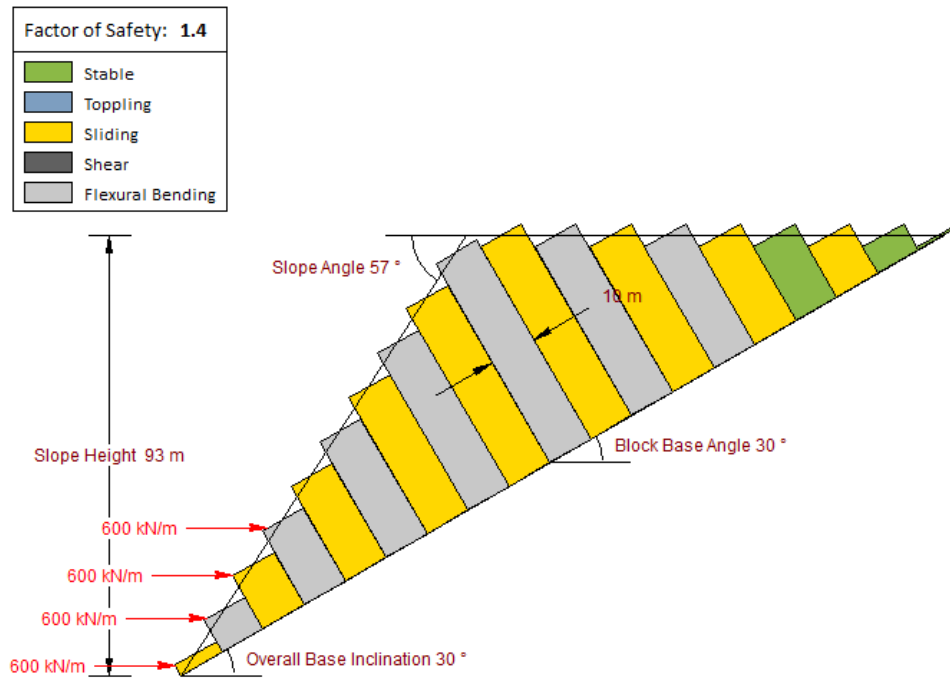 Factor of Safety: 1.4
Stable
Toppling
Sliding
Shear
Flexural Bending
Slope Angle 57 °
10 m
Slope Height 93 m
Block Base Angle 30 °
600 kN/m
600 kN/m
600 kN/m
600 kN/m
Overall Base Inclination 30 °